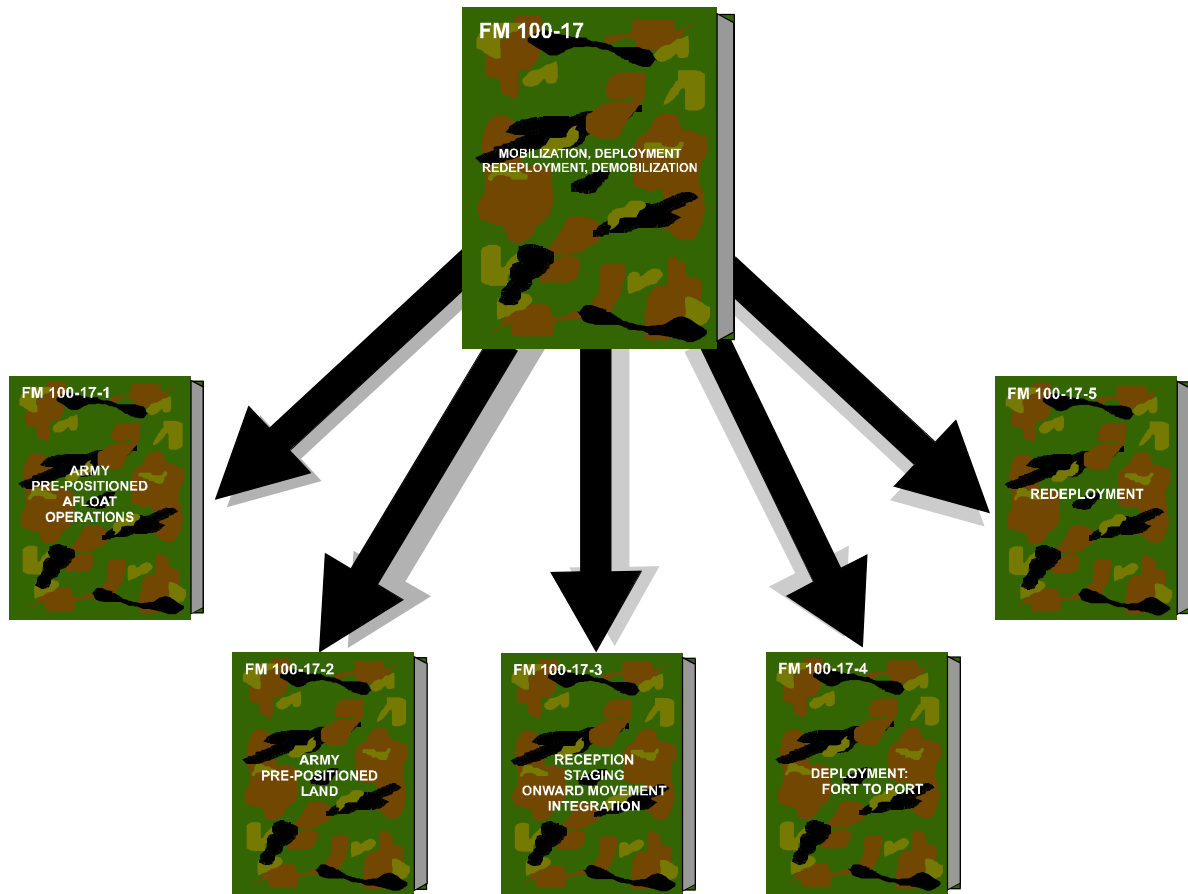 FM 100-17
MOBILIZATION, DEPLOYMENT
REDEPLOYMENT, DEMOBILIZATION
FM 100-17-1
ARMY
PRE-POSITIONED
AFLOAT
OPERATIONS
FM 100-17-2
ARMY
PRE-POSITIONED
LAND
FM 100-17-3
RECEPTION
STAGING
ONWARD MOVEMENT
INTEGRATION
FM 100-17-4
DEPLOYMENT:
FORT TO PORT
FM 100-17-5
REDEPLOYMENT